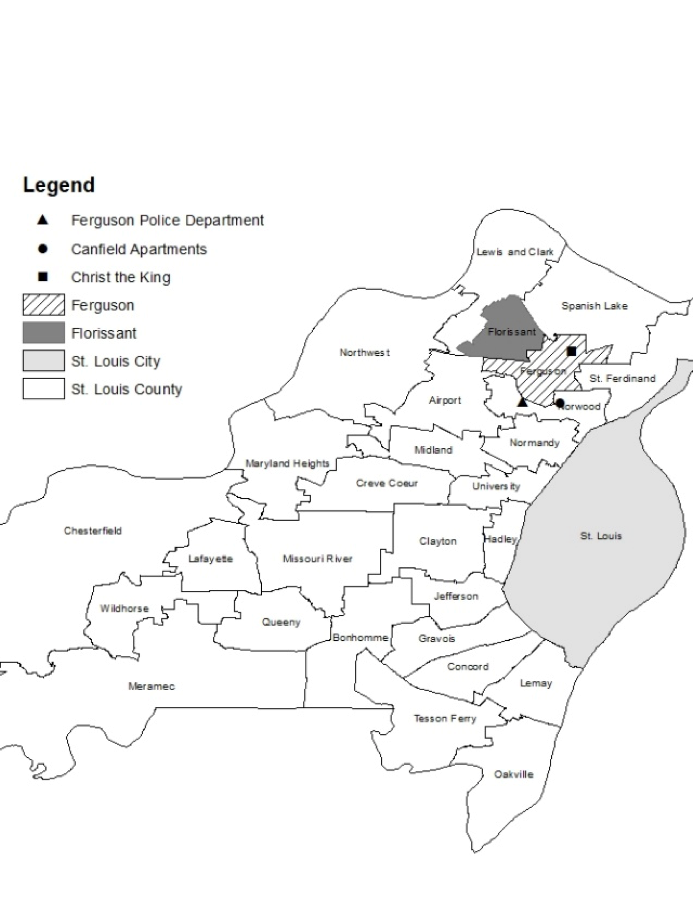 Legend
Ferguson Police Department
Canfield Apartments
Christ the King
Ferguson
Florissant
St. Louis City
St. Louis County
Lewis and Clark
Spanish Lake
Florissant
Northwest
Ferguson
St. Ferdinand
Airport
Norwood
Normandy
Midland
Maryland Heights
Creve Coeur
University
Chesterfield
St. Louis
Clayton
Hadley
Lafayette
Missouri River
Jefferson
Wildhorse
Queeny
Bonhomme
Gravois
Concord
Meramec
Lemay
Tesson Ferry
Oakville